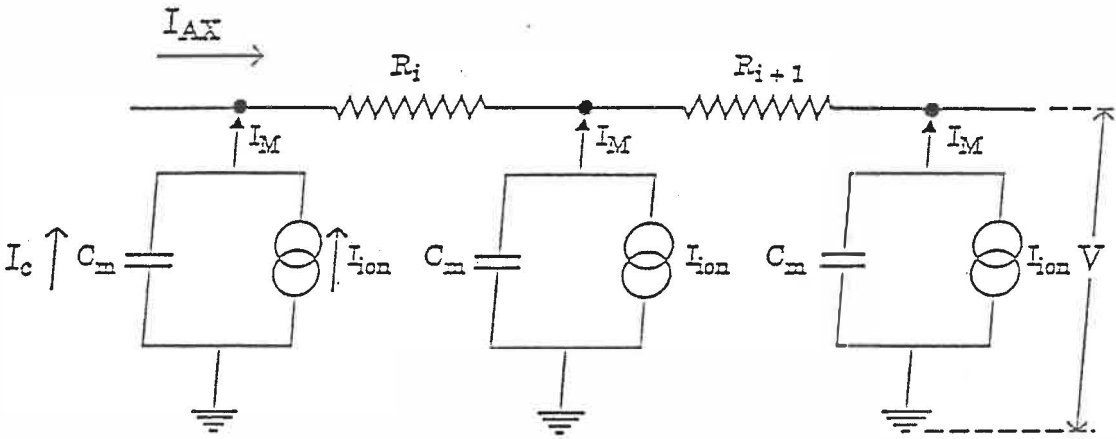 I_AX
R_i R_i+1
I_M I_M I_M
I_c C_m I_ion C_m I_ion C_m I_ion V